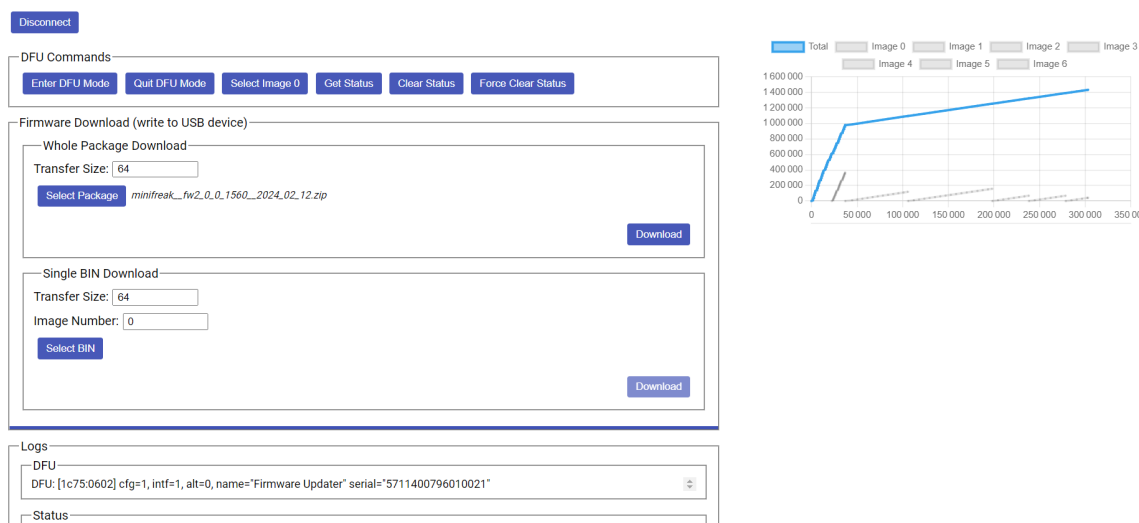 Disconnect
DFU Commands
Enter DFU Mode Quit DFU Mode Select Image 0 Get Status Clear Status Force Clear Status
Firmware Download (write to USB device)
Whole Package Download
Transfer Size: 64
Select Package minifreak__fw2_0_0_1560__2024_02_12.zip
Download
Single BIN Download
Transfer Size: 64
Image Number: 0
Select BIN
Download
Logs
DFU
DFU: [1c75:0602] cfg=1, intf=1, alt=0, name="Firmware Updater" serial="5711400796010021"
Status
Total Image 0 Image 1 Image 2 Image 3
Image 4 Image 5 Image 6
1 600 000
1 400 000
1 200 000
1 000 000
800 000
600 000
400 000
200 000
0
0 50 000 100 000 150 000 200 000 250 000 300 000 350 00